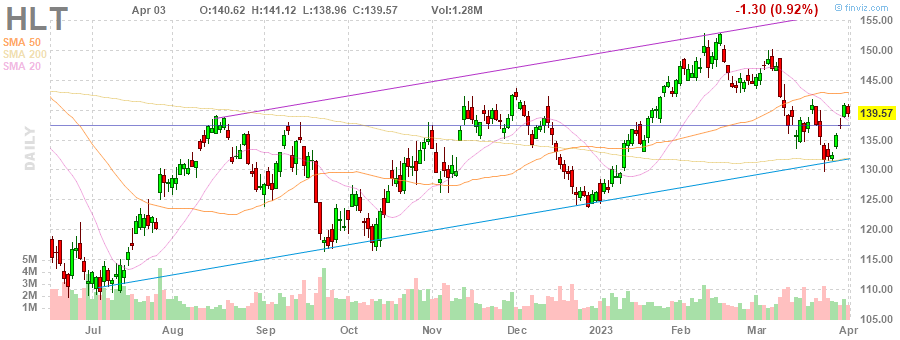 HLT Apr 03 O:140.62 H:141.12 L:138.96 C:139.57 Vol:1.28M -1.30 (0.92%) © finviz.com
SMA 50
SMA 200
SMA 20
DAILY
155.00
150.00
145.00
139.57
135.00
130.00
125.00
120.00
115.00
110.00
105.00
5M
4M
3M
2M
1M
Jul Aug Sep Oct Nov Dec 2023 Feb Mar Apr